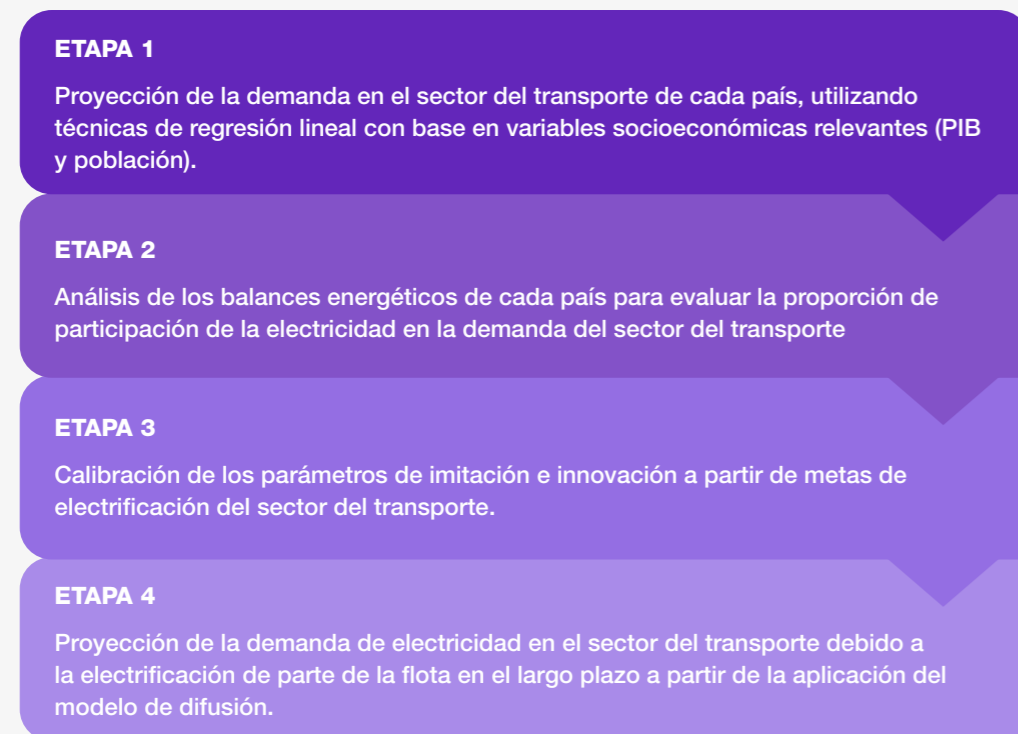 ETAPA 1
Proyección de la demanda en el sector del transporte de cada país, utilizando
técnicas de regresión lineal con base en variables socioeconómicas relevantes (PIB
y población).
ETAPA 2
Análisis de los balances energéticos de cada país para evaluar la proporción de
participación de la electricidad en la demanda del sector del transporte
ETAPA 3
Calibración de los parámetros de imitación e innovación a partir de metas de
electrificación del sector del transporte.
ETAPA 4
Proyección de la demanda de electricidad en el sector del transporte debido a
la electrificación de parte de la flota en el largo plazo a partir de la aplicación del
modelo de difusión.